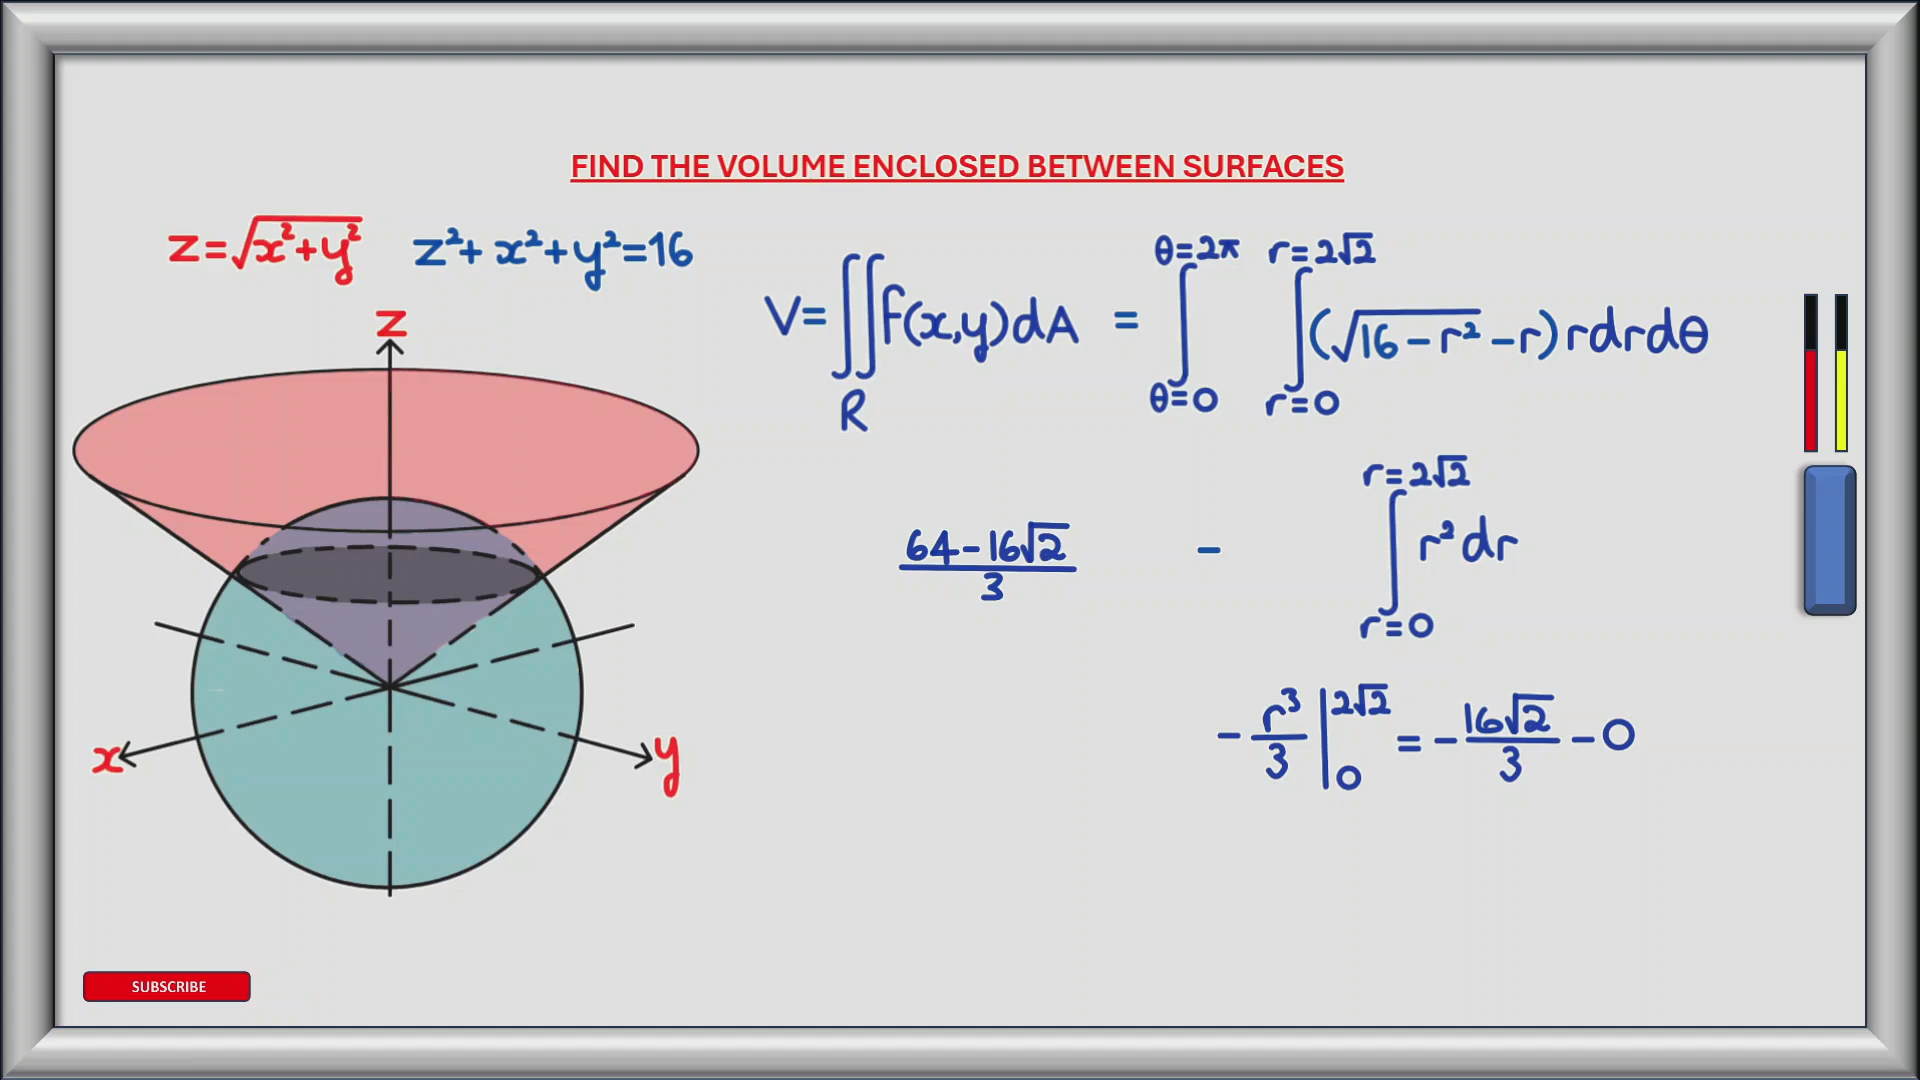 FIND THE VOLUME ENCLOSED BETWEEN SURFACES
z=√(x²+y²) z²+x²+y²=16
V=∬f(x,y)dA = ∫∫(√(16-r²)-r)rdrdθ
R
θ=2π r=2√2
θ=0 r=0
z
r=2√2
(64-16√2)/3 - ∫r²dr
r=0
x
y
-r³/3|2√2 0 = -16√2/3 -0
SUBSCRIBE